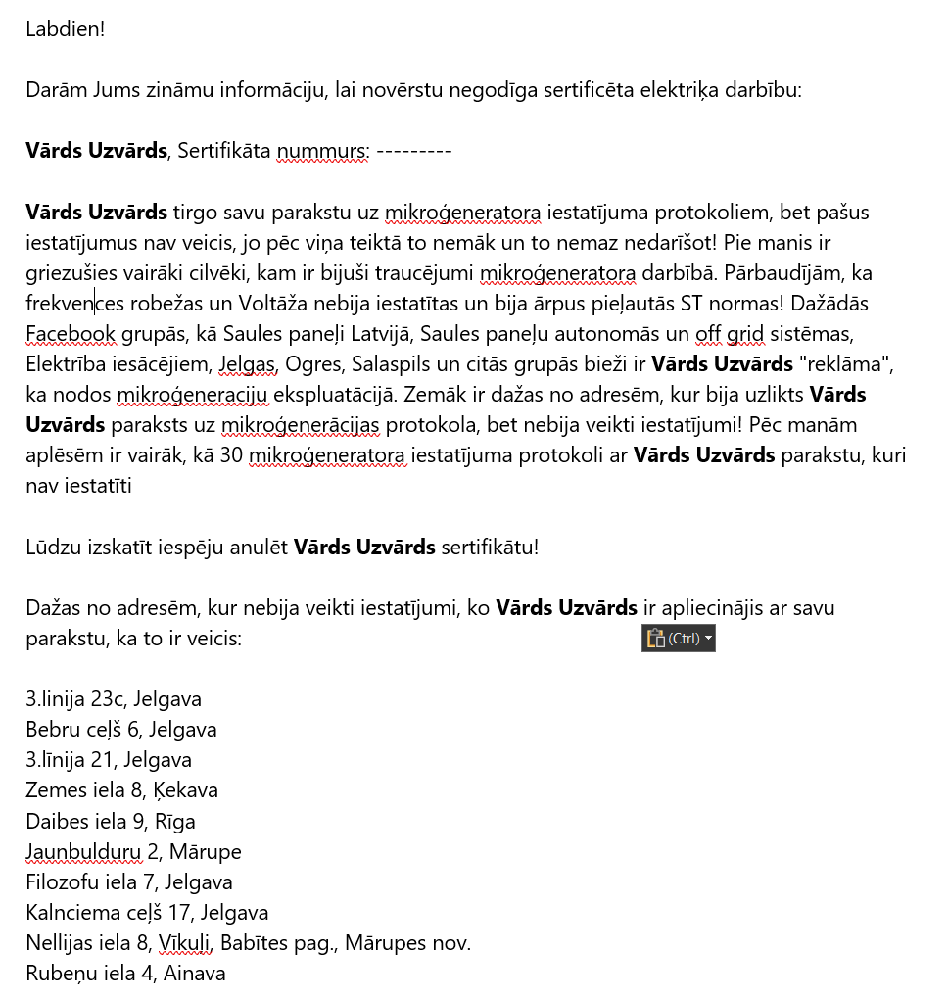 Labdien!
Darām Jums zināmu informāciju, lai novērstu negodīga sertificēta elektriķa darbību:
Vārds Uzvārds, Sertifikāta nummurs: ---------
Vārds Uzvārds tirgo savu parakstu uz mikroģeneratora iestatījuma protokoliem, bet pašus
iestatījumus nav veicis, jo pēc viņa teiktā to nemāk un to nemaz nedarīšot! Pie manis ir
griezušies vairāki cilvēki, kam ir bijuši traucējumi mikroģeneratora darbībā. Pārbaudījām, ka
frekvences robežas un Voltāža nebija iestatītas un bija ārpus pieļautās ST normas! Dažādās
Facebook grupās, kā Saules paneļi Latvijā, Saules paneļu autonomās un off grid sistēmas,
Elektrība iesācējiem, Jelgas, Ogres, Salaspils un citās grupās bieži ir Vārds Uzvārds "reklāma",
ka nodos mikroģeneraciju ekspluatācijā. Zemāk ir dažas no adresēm, kur bija uzlikts Vārds
Uzvārds paraksts uz mikroģenerācijas protokola, bet nebija veikti iestatījumi! Pēc manām
aplēsēm ir vairāk, kā 30 mikroģeneratora iestatījuma protokoli ar Vārds Uzvārds parakstu, kuri
nav iestatīti
Lūdzu izskatīt iespēju anulēt Vārds Uzvārds sertifikātu!
Dažas no adresēm, kur nebija veikti iestatījumi, ko Vārds Uzvārds ir apliecinājis ar savu
parakstu, ka to ir veicis:
(Ctrl)
3.linija 23c, Jelgava
Bebru ceļš 6, Jelgava
3.līnija 21, Jelgava
Zemes iela 8, Ķekava
Daibes iela 9, Rīga
Jaunbulduru 2, Mārupe
Filozofu iela 7, Jelgava
Kalnciema ceļš 17, Jelgava
Nellijas iela 8, Vīkuļi, Babītes pag., Mārupes nov.
Rubeņu iela 4, Ainava